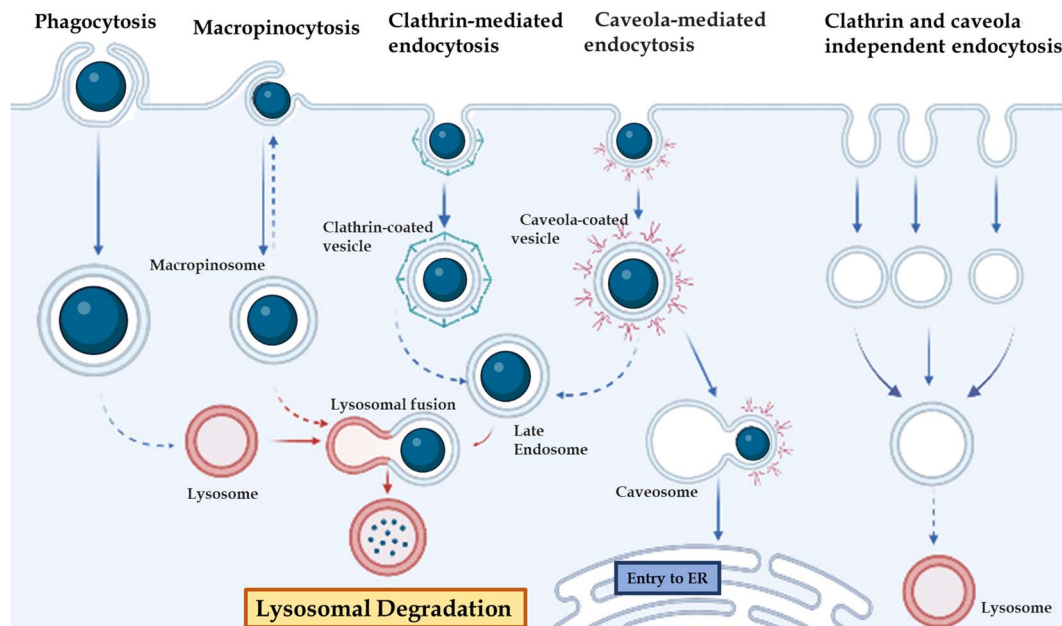 Phagocytosis
Macropinocytosis
Clathrin-mediated
endocytosis
Caveola-mediated
endocytosis
Clathrin and caveola
independent endocytosis
Clathrin-coated
vesicle
Caveola-coated
vesicle
Macropinosome
Lysosomal fusion
Late
Endosome
Lysosome
Caveosome
Entry to ER
Lysosomal Degradation
Lysosome